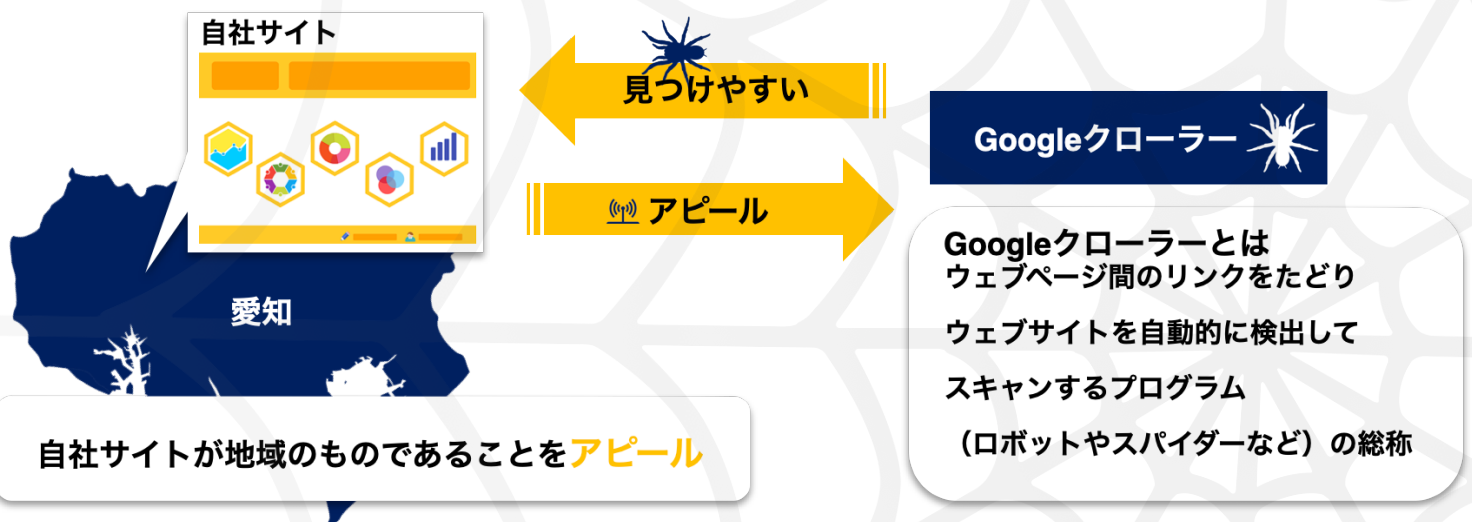 自社サイト
見つけやすい
アピール
Googleクローラー
愛知
自社サイトが地域のものであることをアピール
Googleクローラーとは
ウェブページ間のリンクをたどり
ウェブサイトを自動的に検出して
スキャンするプログラム
（ロボットやスパイダーなど）の総称